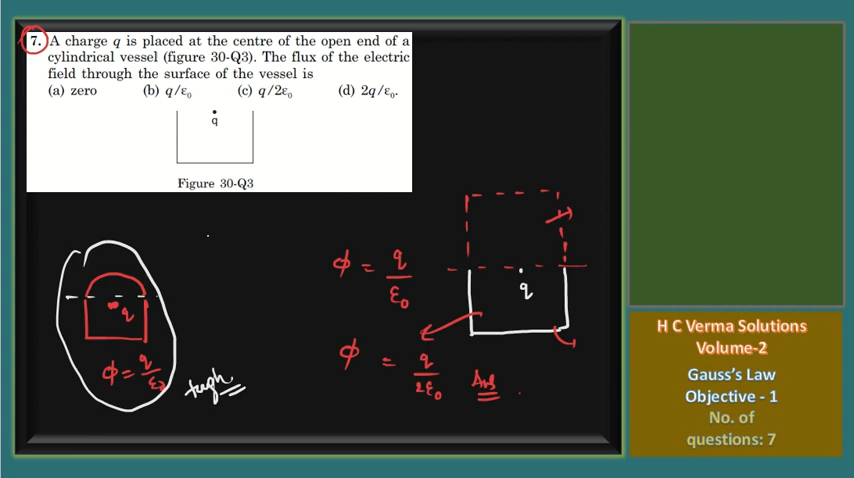 7. A charge q is placed at the centre of the open end of a
cylindrical vessel (figure 30-Q3). The flux of the electric
field through the surface of the vessel is
(a) zero (b) q/ε₀ (c) q/2ε₀ (d) 2q/ε₀.
q
Figure 30-Q3
ϕ = q/ε₀
q
q
ϕ = q/ε₀
tugh
ϕ = q/2ε₀ Ans
H C Verma Solutions
Volume-2
Gauss's Law
Objective - 1
No. of
questions: 7